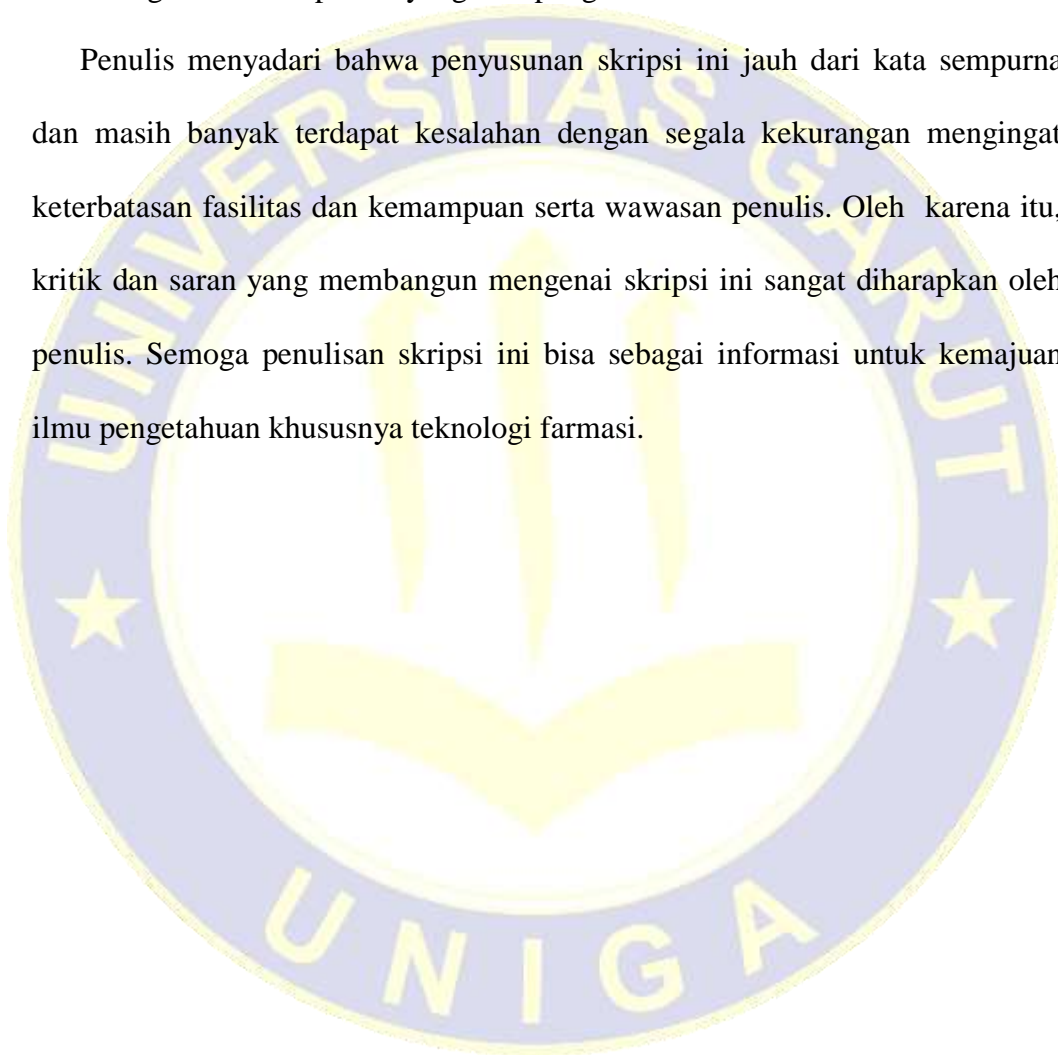 Penulis menyadari bahwa penyusunan skripsi ini jauh dari kata sempurna
dan masih banyak terdapat kesalahan dengan segala kekurangan mengingat
keterbatasan fasilitas dan kemampuan serta wawasan penulis. Oleh karena itu,
kritik dan saran yang membangun mengenai skripsi ini sangat diharapkan oleh
penulis. Semoga penulisan skripsi ini bisa sebagai informasi untuk kemajuan
ilmu pengetahuan khususnya teknologi farmasi.
UNIVERSITAS GARUT
UNIGA